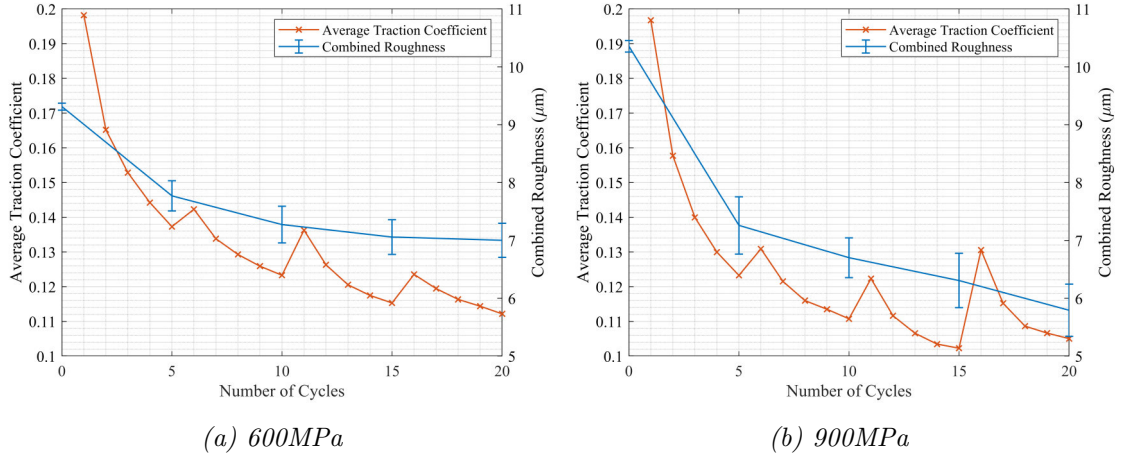 0.2
0.19
0.18
0.17
0.16
0.15
0.14
0.13
0.12
0.11
0.1
Average Traction Coefficient
Average Traction Coefficient
Combined Roughness
11
10
9
8
7
6
5
Combined Roughness (μm)
0 5 10 15 20
Number of Cycles
(a) 600MPa
0.2
0.19
0.18
0.17
0.16
0.15
0.14
0.13
0.12
0.11
0.1
Average Traction Coefficient
Average Traction Coefficient
Combined Roughness
11
10
9
8
7
6
5
Combined Roughness (μm)
0 5 10 15 20
Number of Cycles
(b) 900MPa